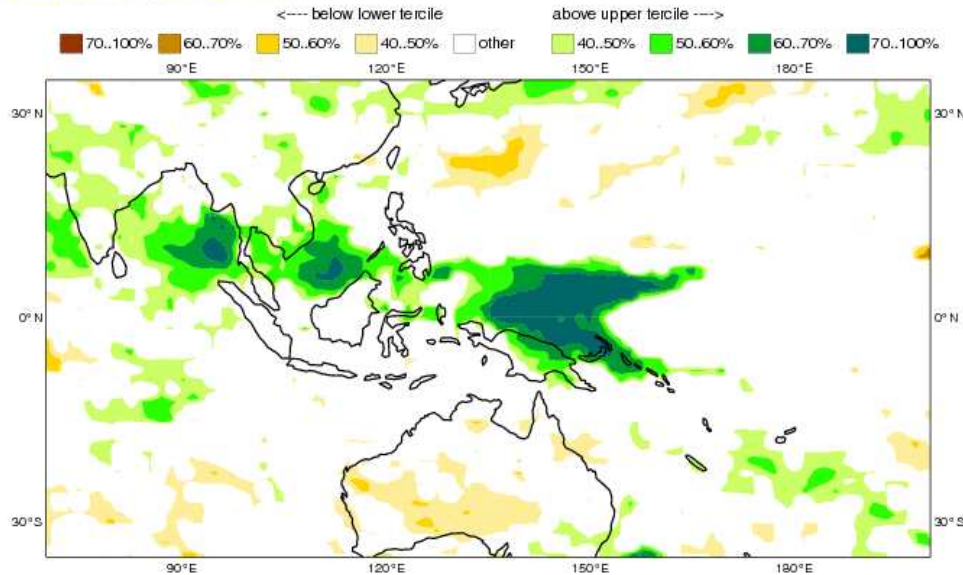 <---- below lower tercile above upper tercile ---->
70..100% 60..70% 50..60% 40..50% other 40..50% 50..60% 60..70% 70..100%
90°E 120°E 150°E 180°E
30°N 30°N
0°N 0°N
30°S 30°S
90°E 120°E 150°E 180°E